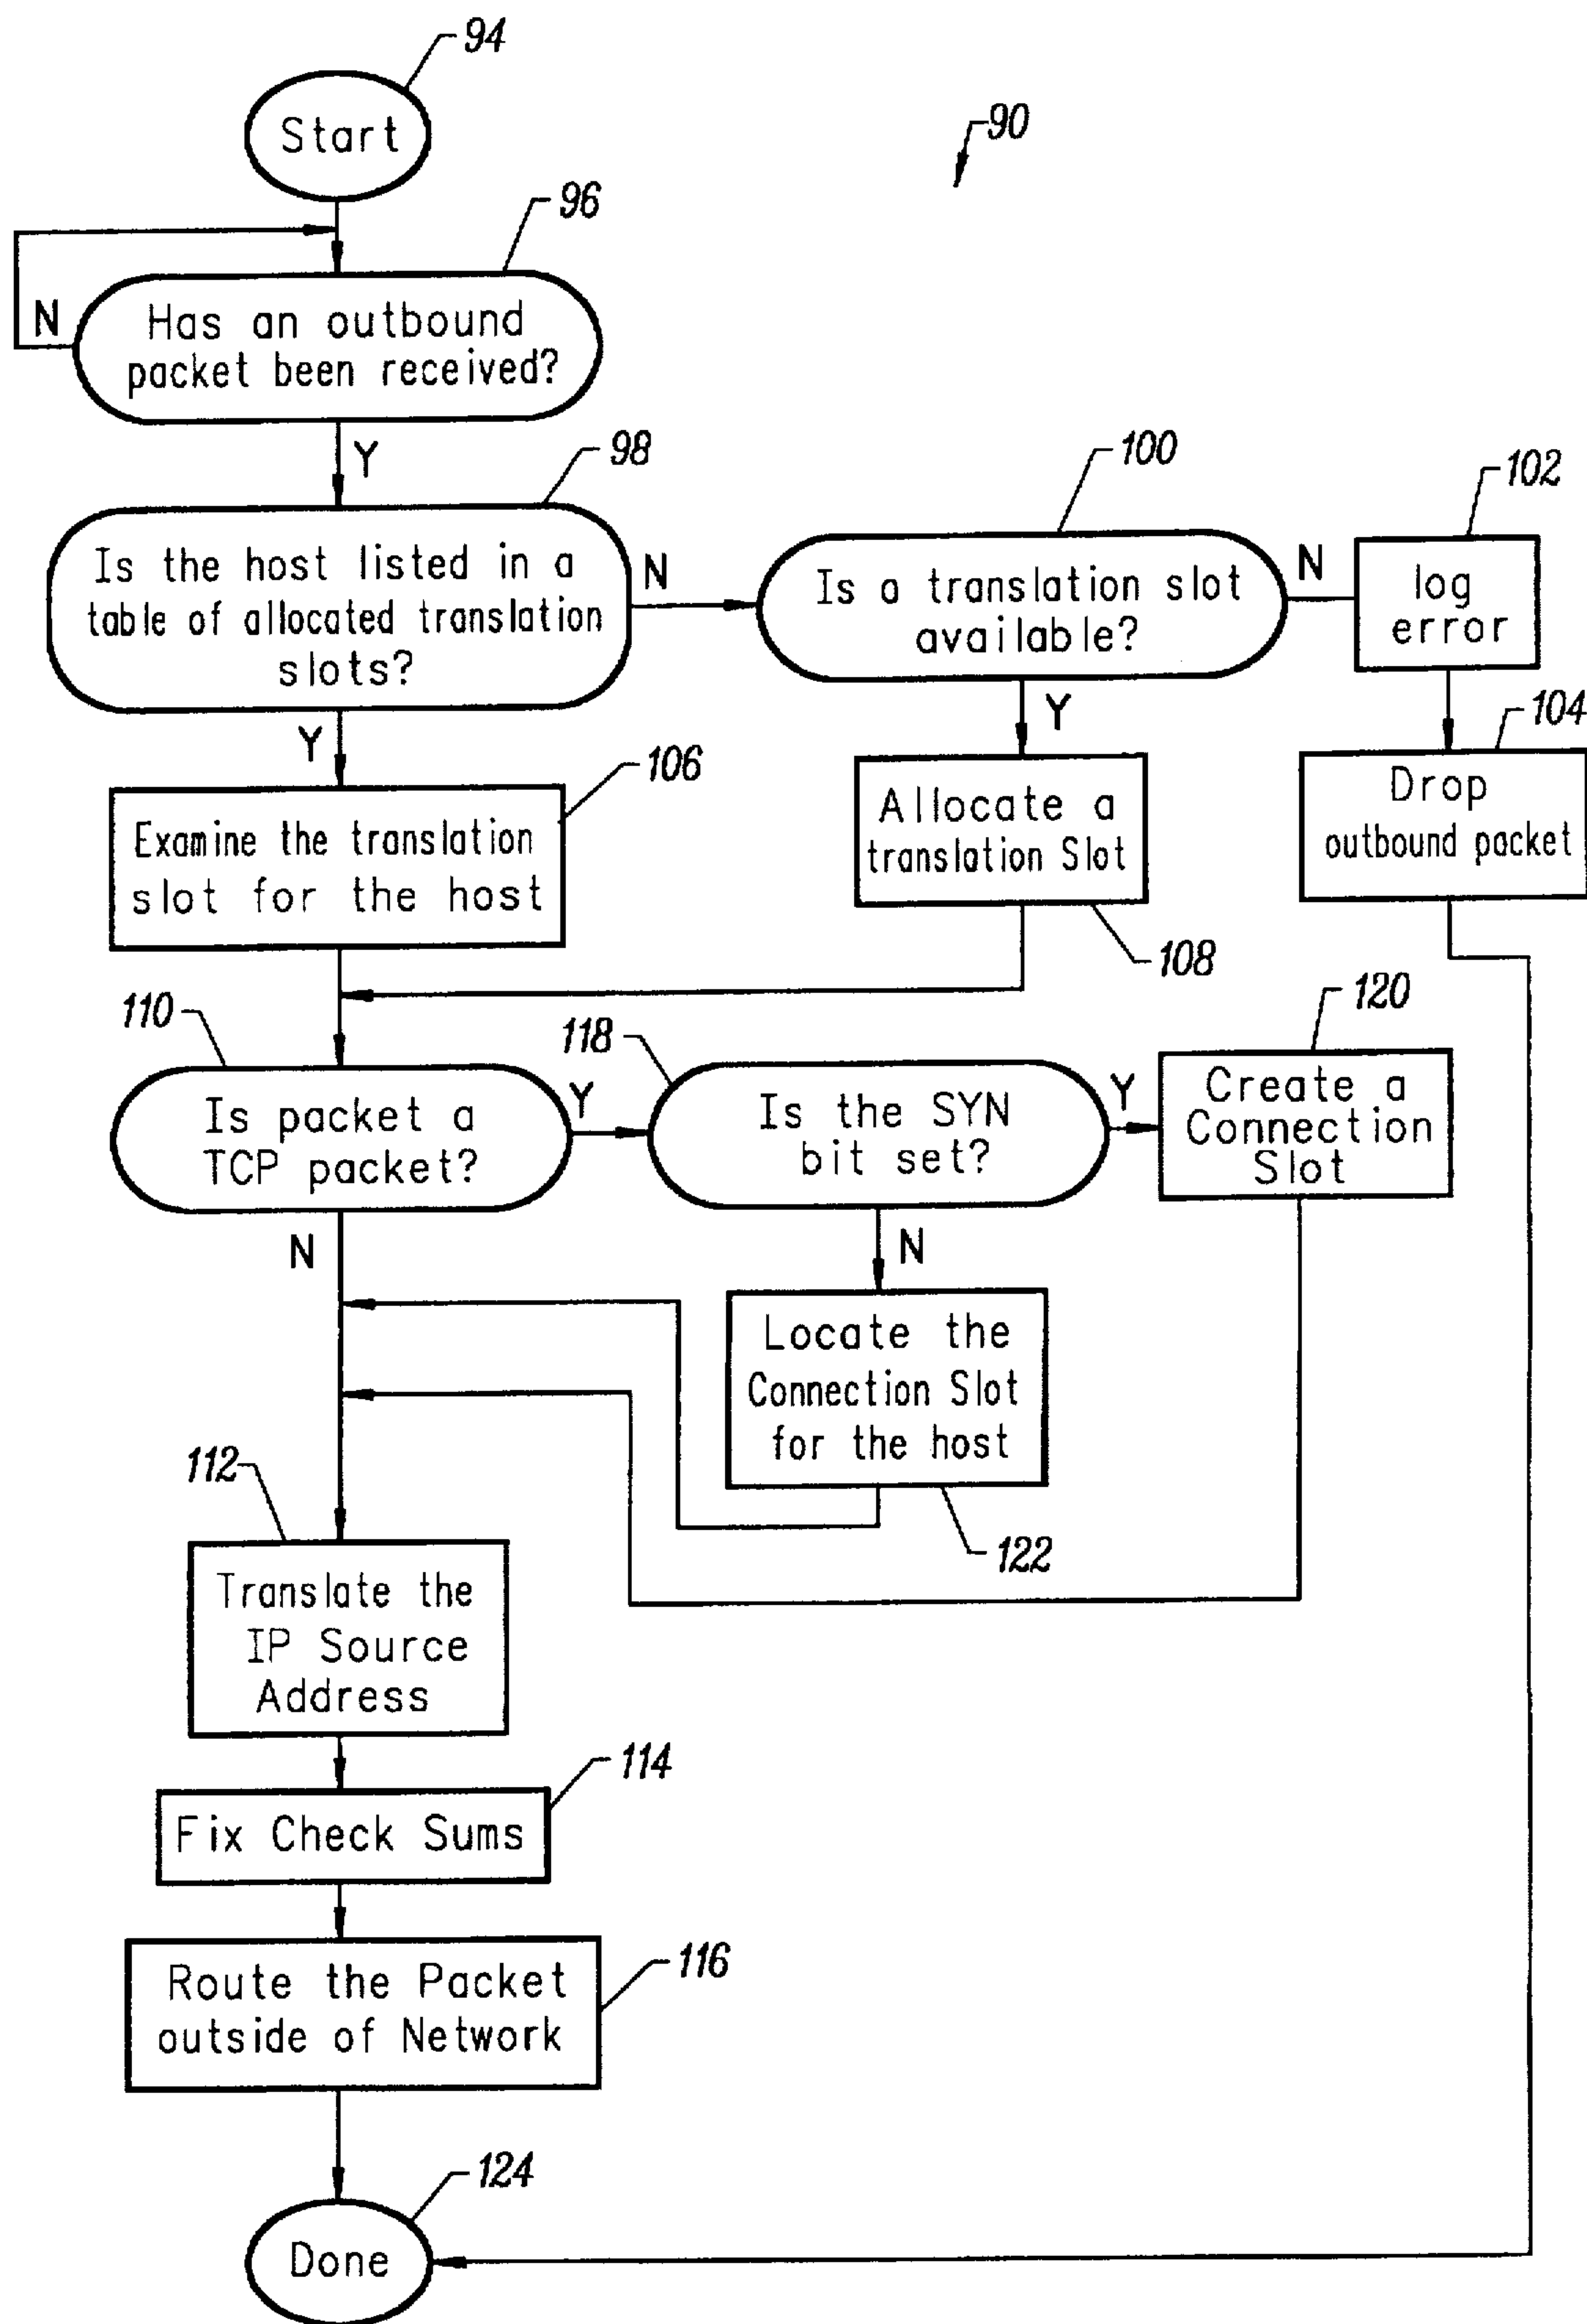 94
Start
90
96
N
Has an outbound
packet been received?
Y
98
100
102
Is the host listed in a
table of allocated translation
slots?
N
Is a translation slot
available?
N
log
error
Y
Y
104
106
Examine the translation
slot for the host
Allocate a
translation Slot
Drop
outbound packet
108
110
118
120
Is packet a
TCP packet?
Y
Is the SYN
bit set?
Y
Create a
Connection
Slot
N
N
Locate the
Connection Slot
for the host
112
122
Translate the
IP Source
Address
114
Fix Check Sums
116
Route the Packet
outside of Network
124
Done